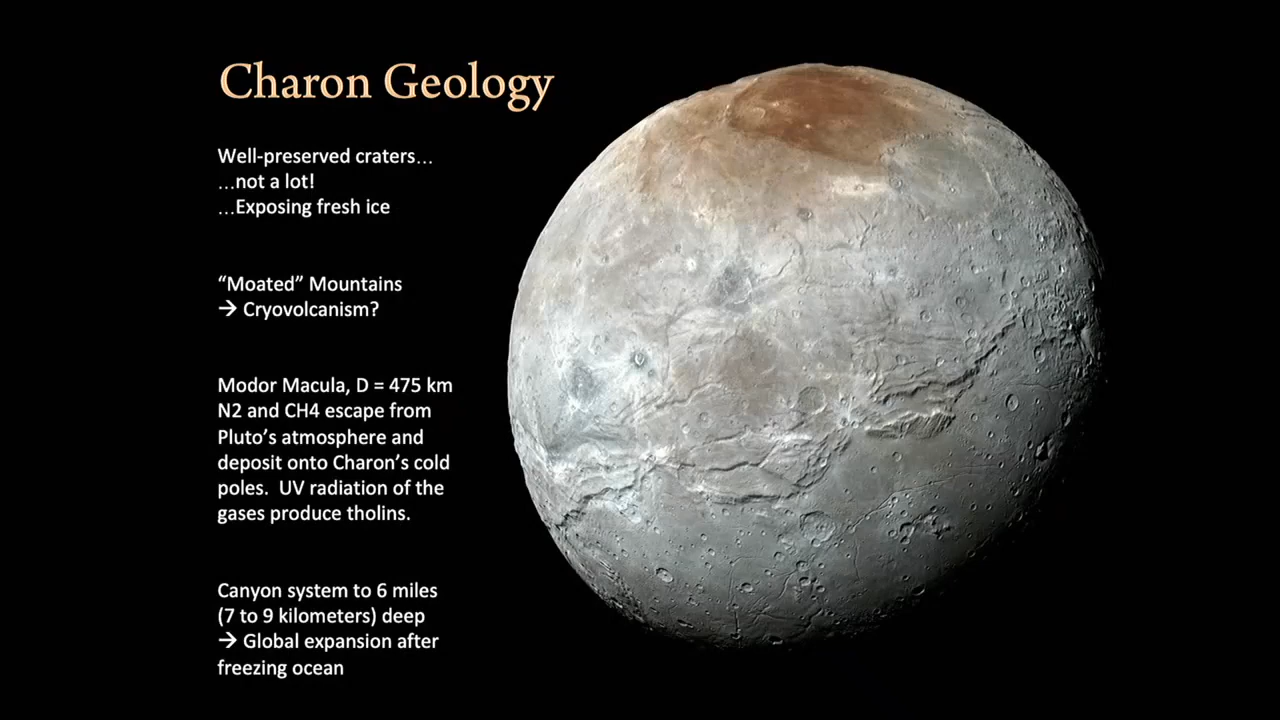 Charon Geology
Well-preserved craters…
…not a lot!
…Exposing fresh ice
“Moated” Mountains
→ Cryovolcanism?
Modor Macula, D = 475 km
N2 and CH4 escape from
Pluto’s atmosphere and
deposit onto Charon’s cold
poles.  UV radiation of the
gases produce tholins.
Canyon system to 6 miles
(7 to 9 kilometers) deep
→ Global expansion after
freezing ocean